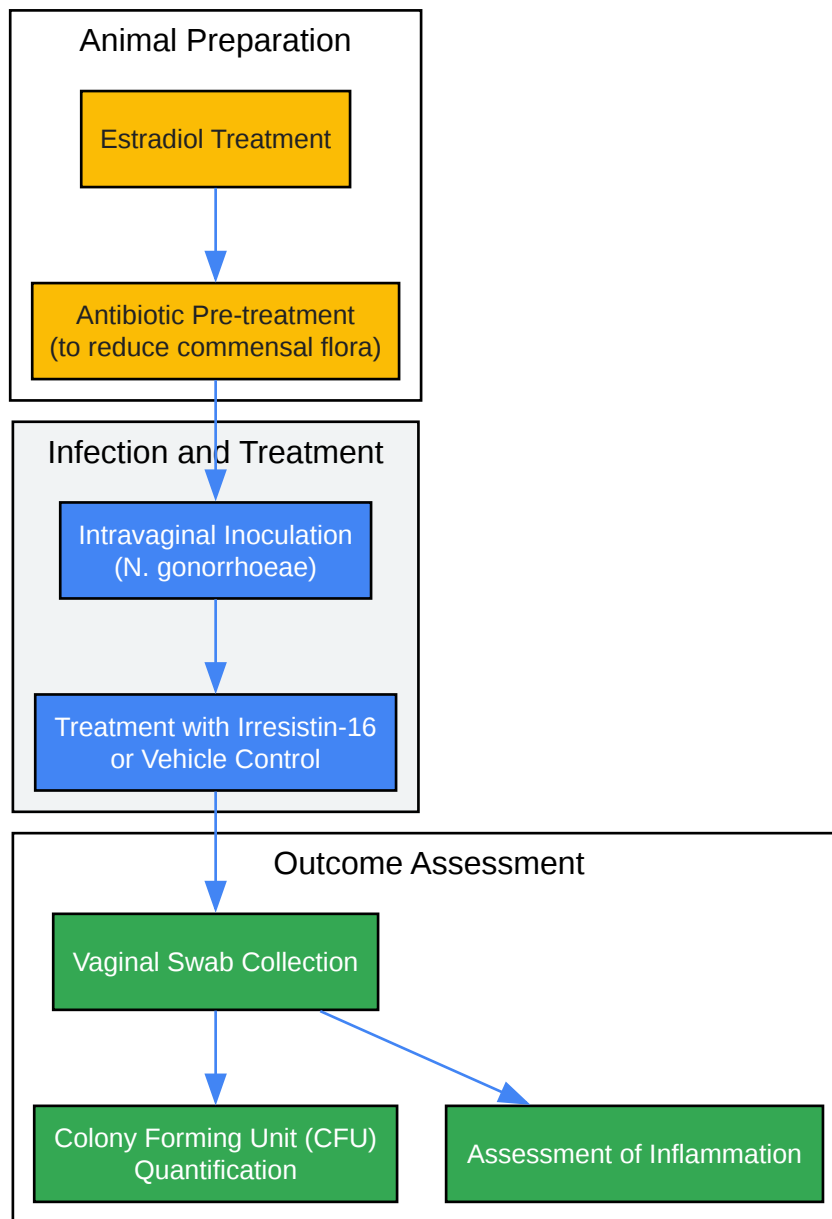 Animal Preparation
Estradiol Treatment
Antibiotic Pre-treatment
(to reduce commensal flora)
Infection and Treatment
Intravaginal Inoculation
(N. gonorrhoeae)
Treatment with Irresistin-16
or Vehicle Control
Outcome Assessment
Vaginal Swab Collection
Colony Forming Unit (CFU)
Quantification
Assessment of Inflammation